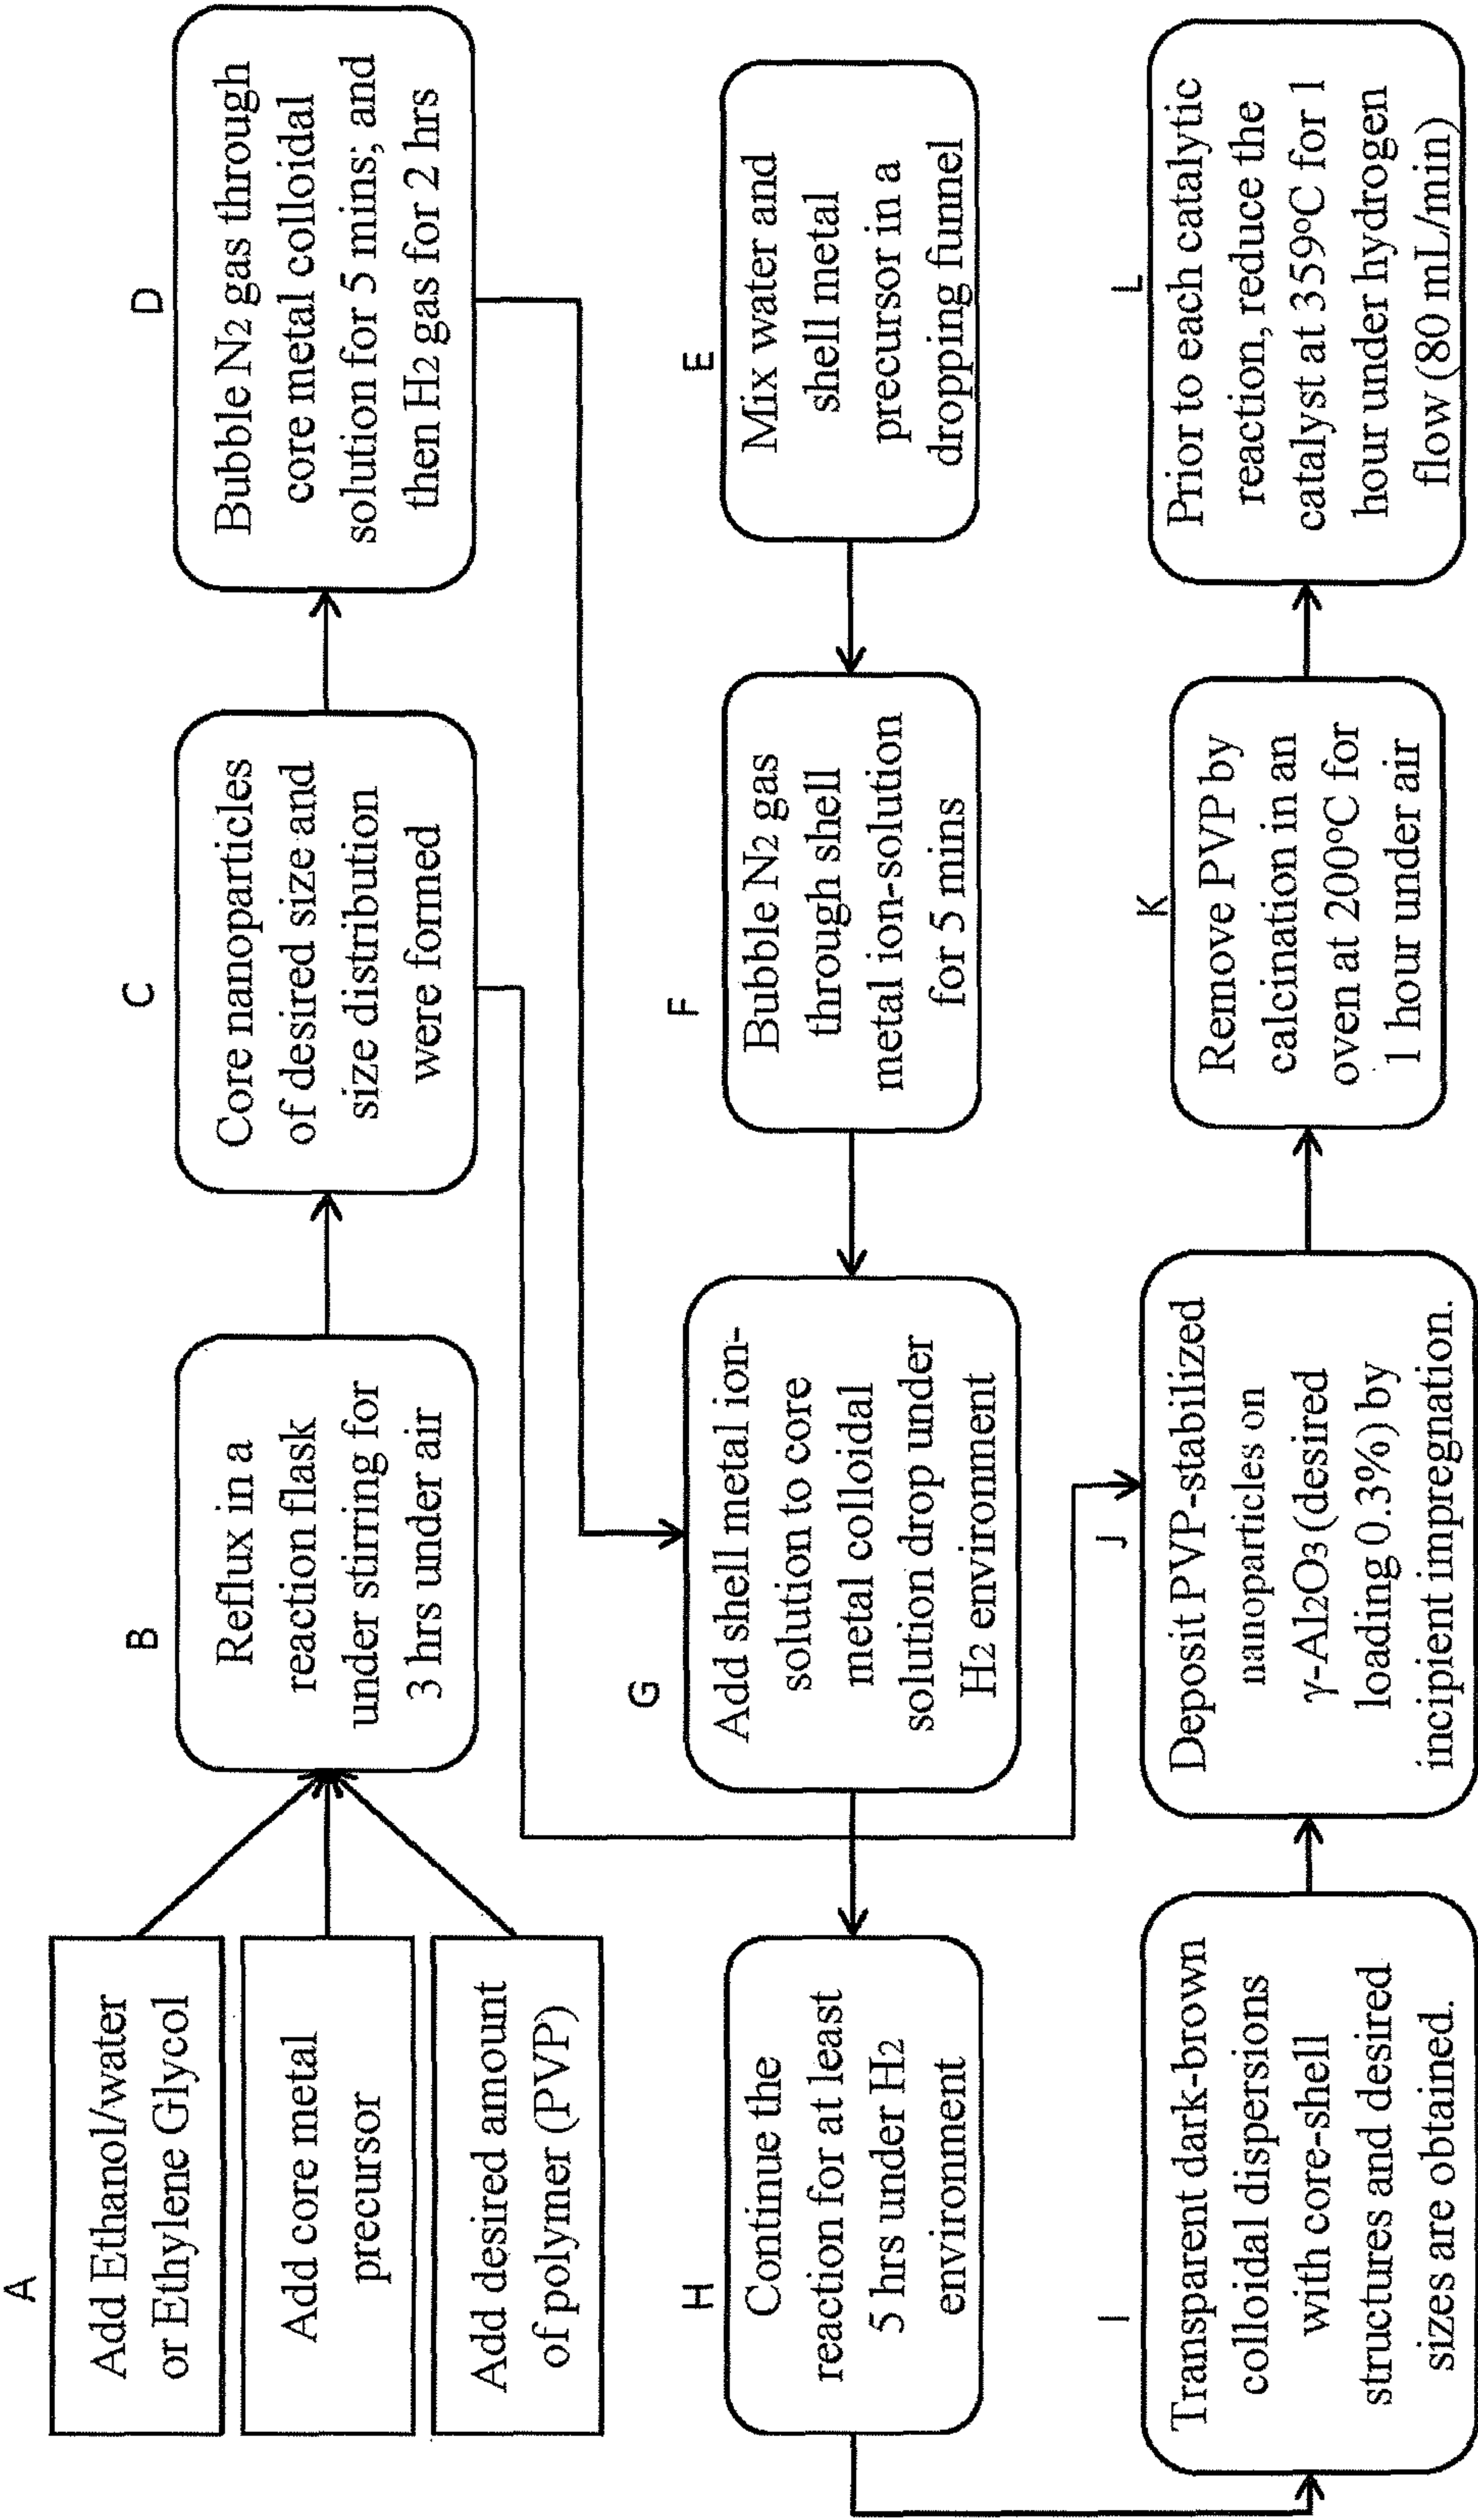 A
Add Ethanol/water
or Ethylene Glycol
Add core metal
precursor
Add desired amount
of polymer (PVP)
B
Reflux in a
reaction flask
under stirring for
3 hrs under air
C
Core nanoparticles
of desired size and
size distribution
were formed
D
Bubble N2 gas through
core metal colloidal
solution for 5 mins; and
then H2 gas for 2 hrs
E
Mix water and
shell metal
precursor in a
dropping funnel
F
Bubble N2 gas
through shell
metal ion-solution
for 5 mins
G
Add shell metal ion-
solution to core
metal colloidal
solution drop under
H2 environment
H
Continue the
reaction for at least
5 hrs under H2
environment
I
Transparent dark-brown
colloidal dispersions
with core-shell
structures and desired
sizes are obtained.
J
Deposit PVP-stabilized
nanoparticles on
γ-Al2O3 (desired
loading 0.3%) by
incipient impregnation.
K
Remove PVP by
calcination in an
oven at 200ºC for
1 hour under air
L
Prior to each catalytic
reaction, reduce the
catalyst at 359ºC for 1
hour under hydrogen
flow (80 mL/min)